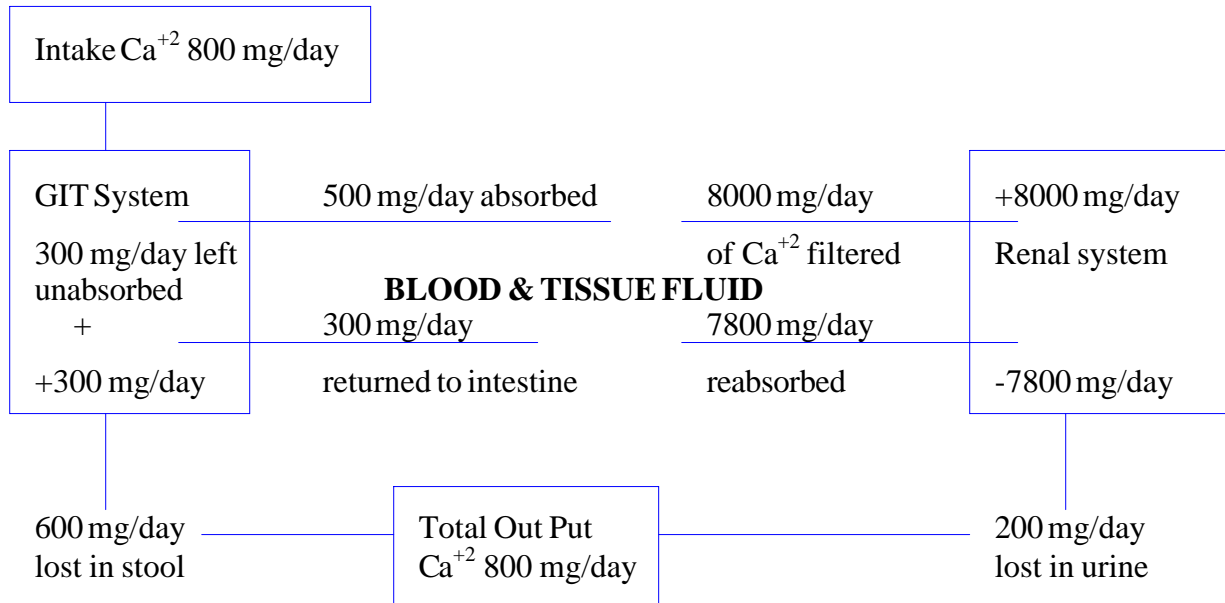 Intake Ca⁺² 800 mg/day
GIT System
300 mg/day left
unabsorbed
+
+300 mg/day
500 mg/day absorbed
8000 mg/day
of Ca⁺² filtered
BLOOD & TISSUE FLUID
300 mg/day
returned to intestine
7800 mg/day
reabsorbed
+8000 mg/day
Renal system
-7800 mg/day
600 mg/day
lost in stool
Total Out Put
Ca⁺² 800 mg/day
200 mg/day
lost in urine